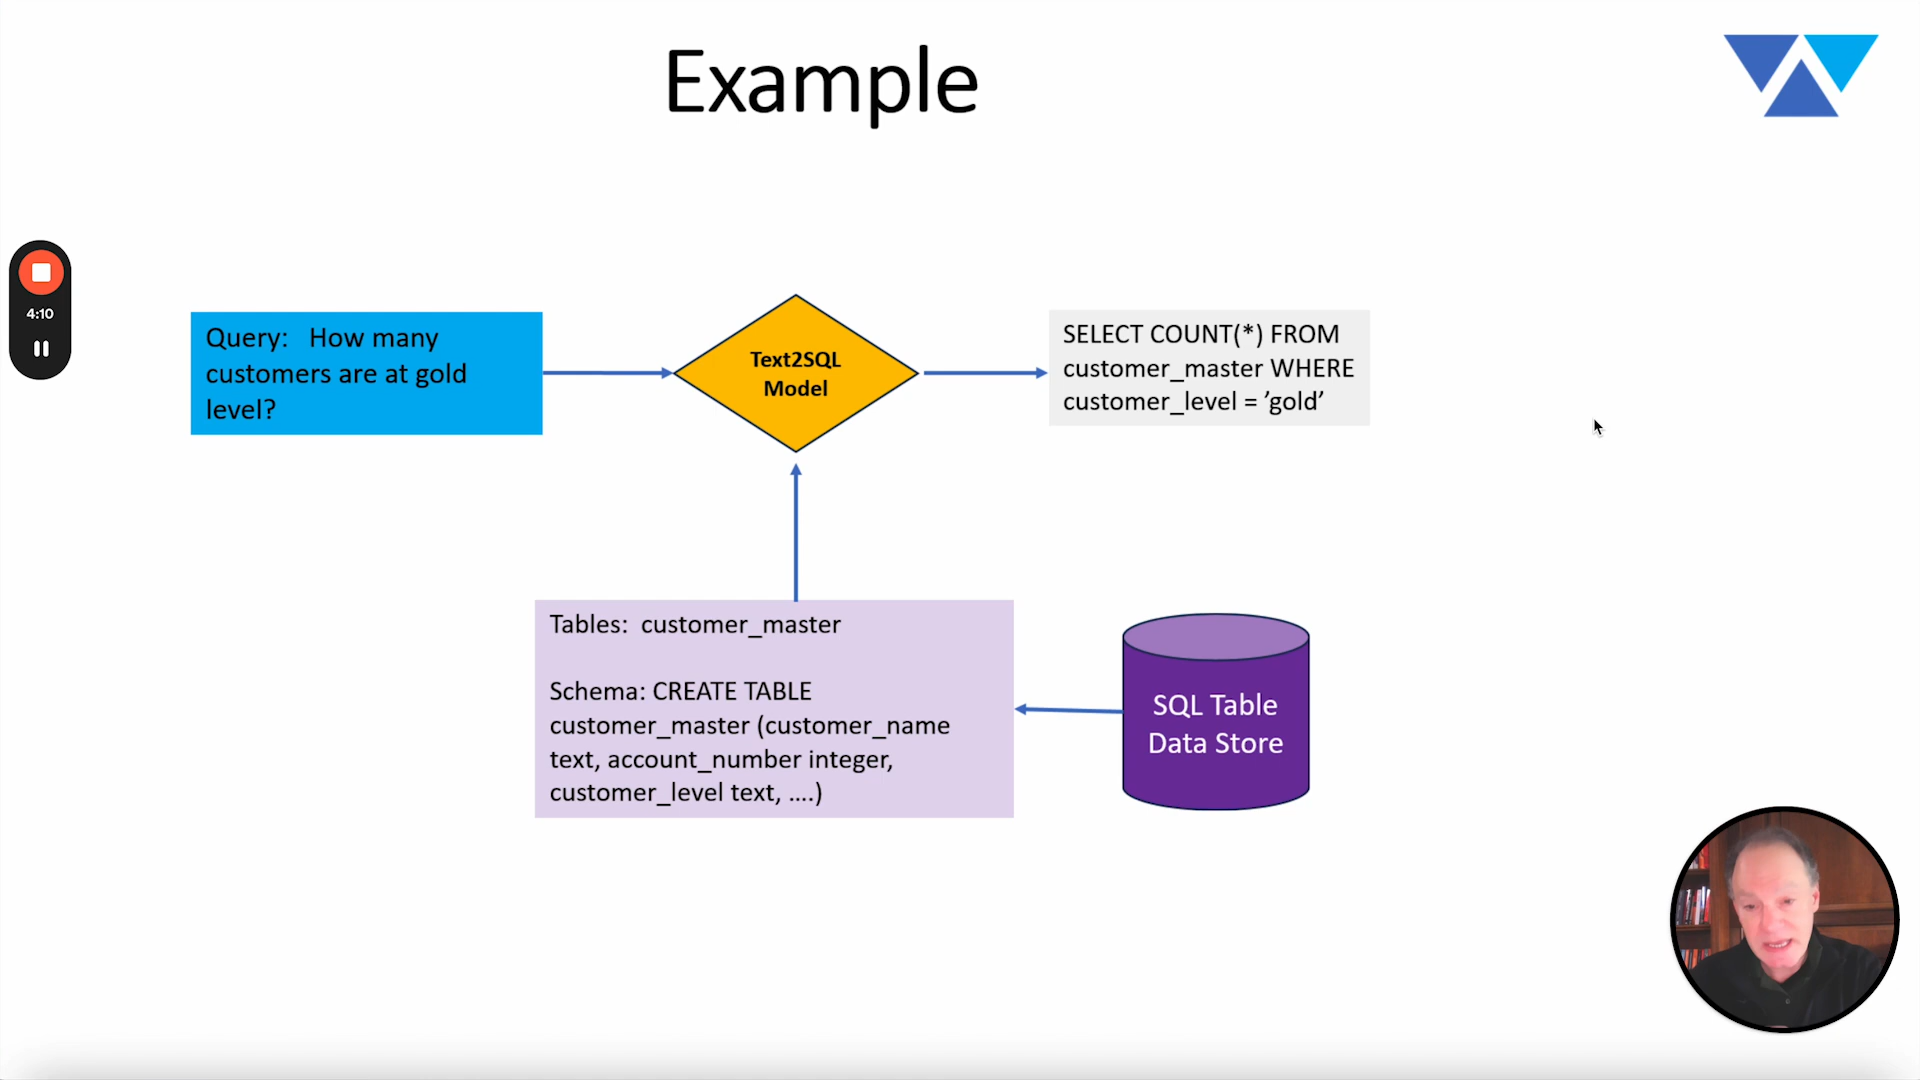 Example
4:10
Query:   How many
customers are at gold
level?
Text2SQL
Model
SELECT COUNT(*) FROM
customer_master WHERE
customer_level = ’gold’
Tables:  customer_master
Schema: CREATE TABLE
customer_master (customer_name
text, account_number integer,
customer_level text, ....)
SQL Table
Data Store